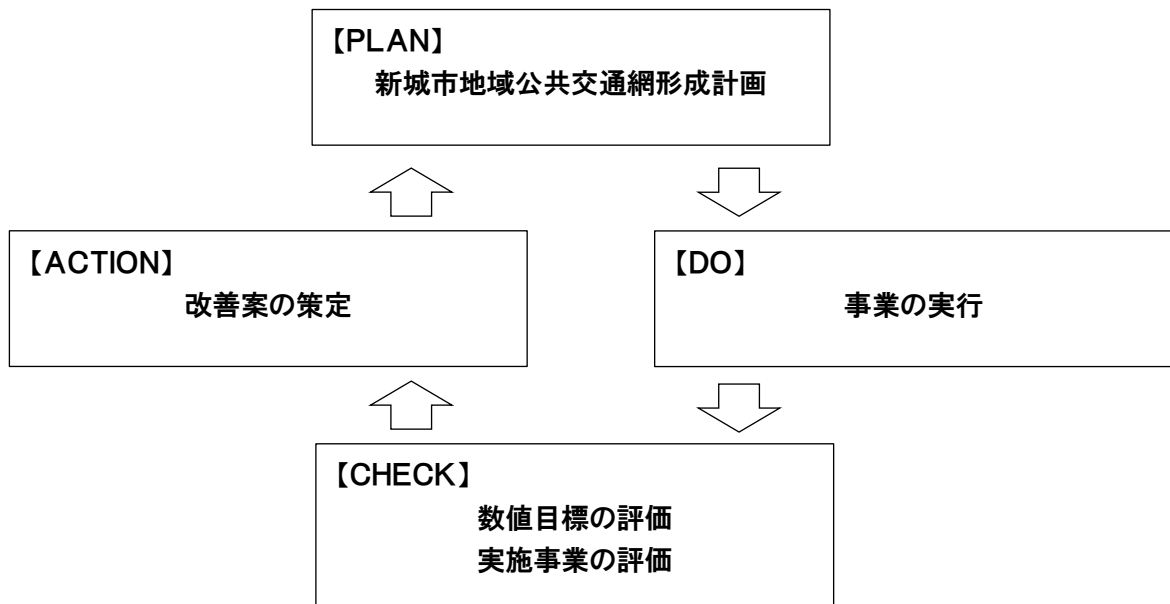 【PLAN】
新城市地域公共交通網形成計画
【ACTION】
改善案の策定
【DO】
事業の実行
【CHECK】
数値目標の評価
実施事業の評価